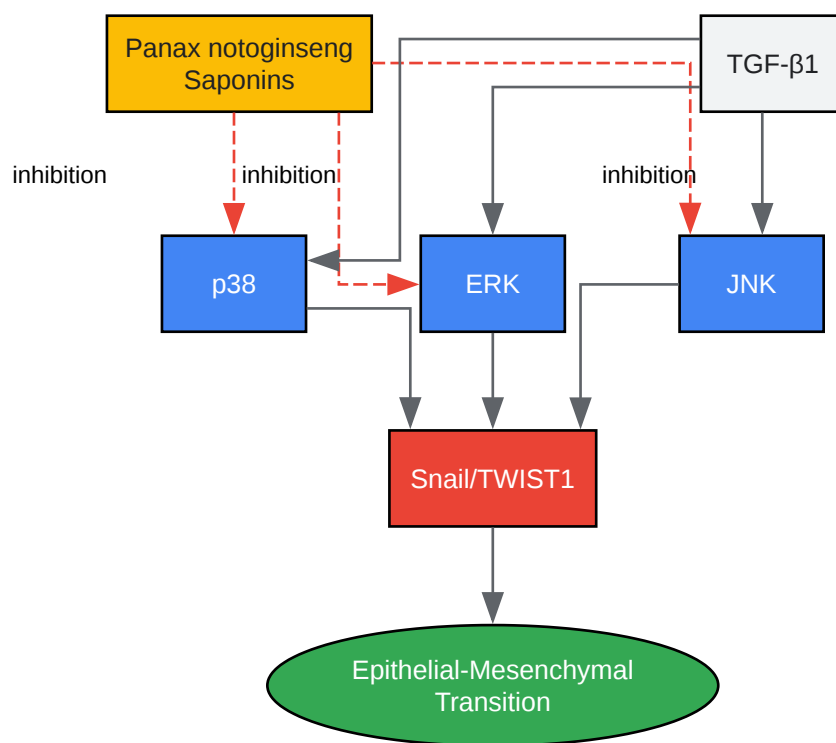 Panax notoginseng
Saponins
TGF-β1
inhibition
inhibition
inhibition
p38
ERK
JNK
Snail/TWIST1
Epithelial-Mesenchymal
Transition